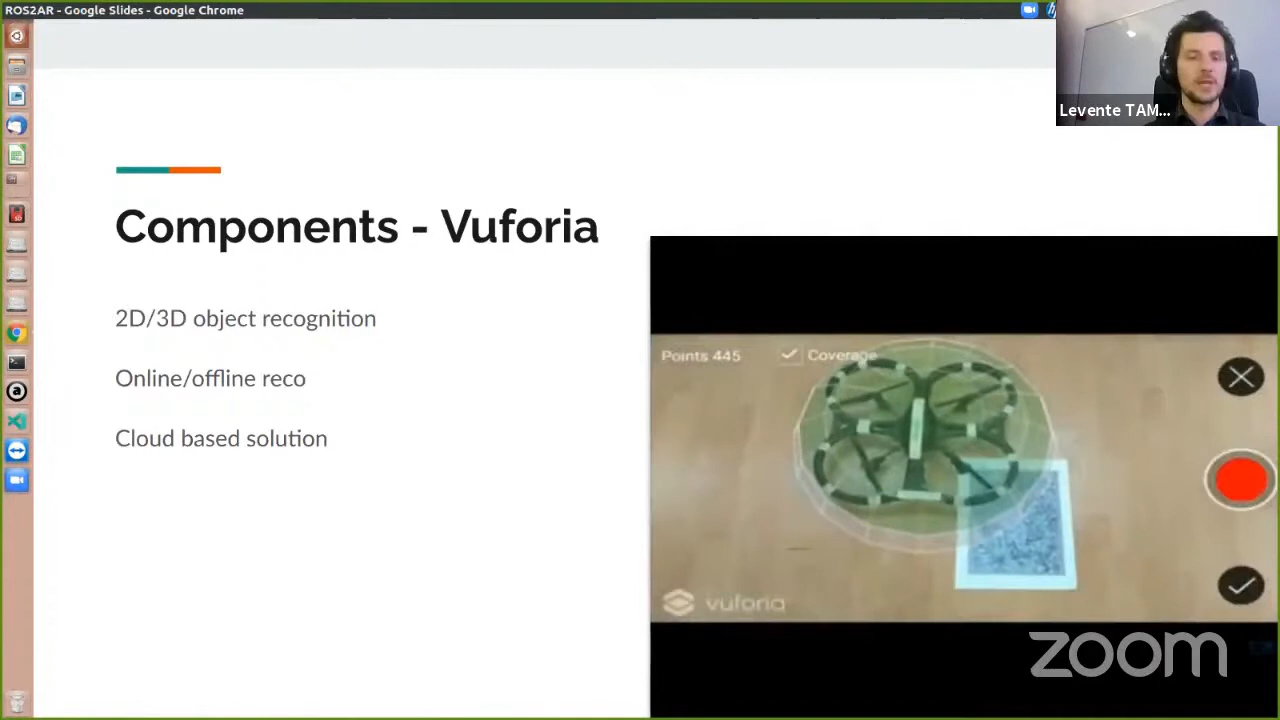 ROS2AR - Google Slides - Google Chrome
Levente TAM...
Components - Vuforia
2D/3D object recognition
Online/offline reco
Cloud based solution
Points 445
Coverage
vuforia
zoom